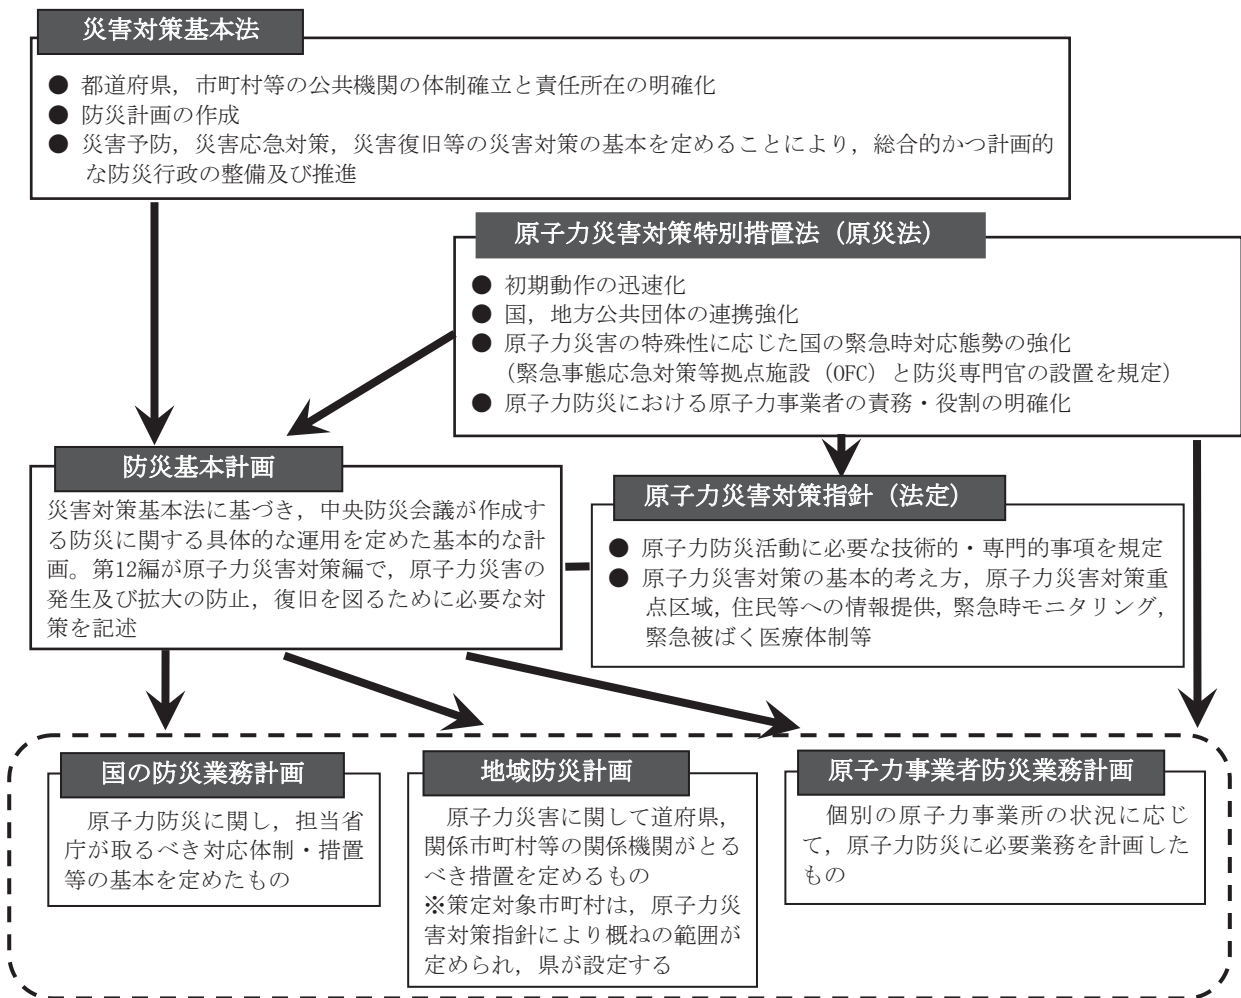 災害対策基本法
● 都道府県，市町村等の公共機関の体制確立と責任所在の明確化
● 防災計画の作成
● 災害予防，災害応急対策，災害復旧等の災害対策の基本を定めることにより，総合的かつ計画的
な防災行政の整備及び推進
原子力災害対策特別措置法（原災法）
● 初期動作の迅速化
● 国，地方公共団体の連携強化
● 原子力災害の特殊性に応じた国の緊急時対応態勢の強化
（緊急事態応急対策等拠点施設（OFC）と防災専門官の設置を規定）
● 原子力防災における原子力事業者の責務・役割の明確化
防災基本計画
災害対策基本法に基づき，中央防災会議が作成す
る防災に関する具体的な運用を定めた基本的な計
画。第12編が原子力災害対策編で，原子力災害の
発生及び拡大の防止，復旧を図るために必要な対
策を記述
原子力災害対策指針（法定）
● 原子力防災活動に必要な技術的・専門的事項を規定
● 原子力災害対策の基本的考え方，原子力災害対策重
点区域，住民等への情報提供，緊急時モニタリング，
緊急被ばく医療体制等
国の防災業務計画
原子力防災に関し，担当省
庁が取るべき対応体制・措置
等の基本を定めたもの
地域防災計画
原子力災害に関して道府県，
関係市町村等の関係機関がとる
べき措置を定めるもの
※策定対象市町村は，原子力災
害対策指針により概ねの範囲が
定められ，県が設定する
原子力事業者防災業務計画
個別の原子力事業所の状況に応じ
て，原子力防災に必要業務を計画した
もの